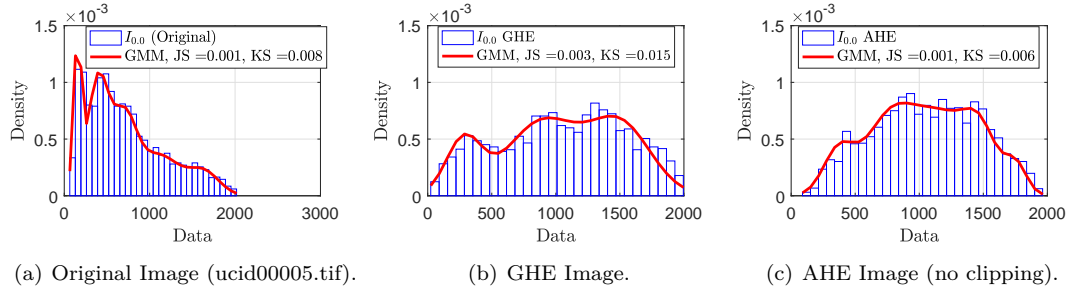 ×10⁻³
1.5
1
0.5
0
Density
I₀.₀ (Original)
GMM, JS =0.001, KS =0.008
0 1000 2000 3000
Data
(a) Original Image (ucid00005.tif).
×10⁻³
1.5
1
0.5
0
Density
I₀.₀ GHE
GMM, JS =0.003, KS =0.015
0 500 1000 1500 2000
Data
(b) GHE Image.
×10⁻³
1.5
1
0.5
0
Density
I₀.₀ AHE
GMM, JS =0.001, KS =0.006
0 500 1000 1500 2000
Data
(c) AHE Image (no clipping).